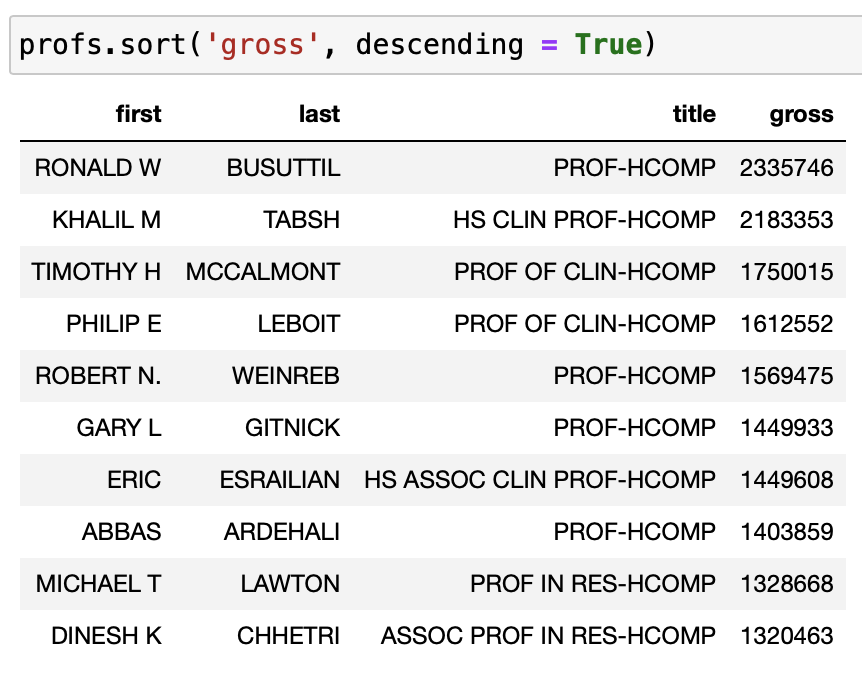 profs.sort('gross', descending = True)
first last title gross
RONALD W BUSUTTIL PROF-HCOMP 2335746
KHALIL M TABSH HS CLIN PROF-HCOMP 2183353
TIMOTHY H MCCALMONT PROF OF CLIN-HCOMP 1750015
PHILIP E LEBOIT PROF OF CLIN-HCOMP 1612552
ROBERT N. WEINREB PROF-HCOMP 1569475
GARY L GITNICK PROF-HCOMP 1449933
ERIC ESRAILIAN HS ASSOC CLIN PROF-HCOMP 1449608
ABBAS ARDEHALI PROF-HCOMP 1403859
MICHAEL T LAWTON PROF IN RES-HCOMP 1328668
DINESH K CHHETRI ASSOC PROF IN RES-HCOMP 1320463